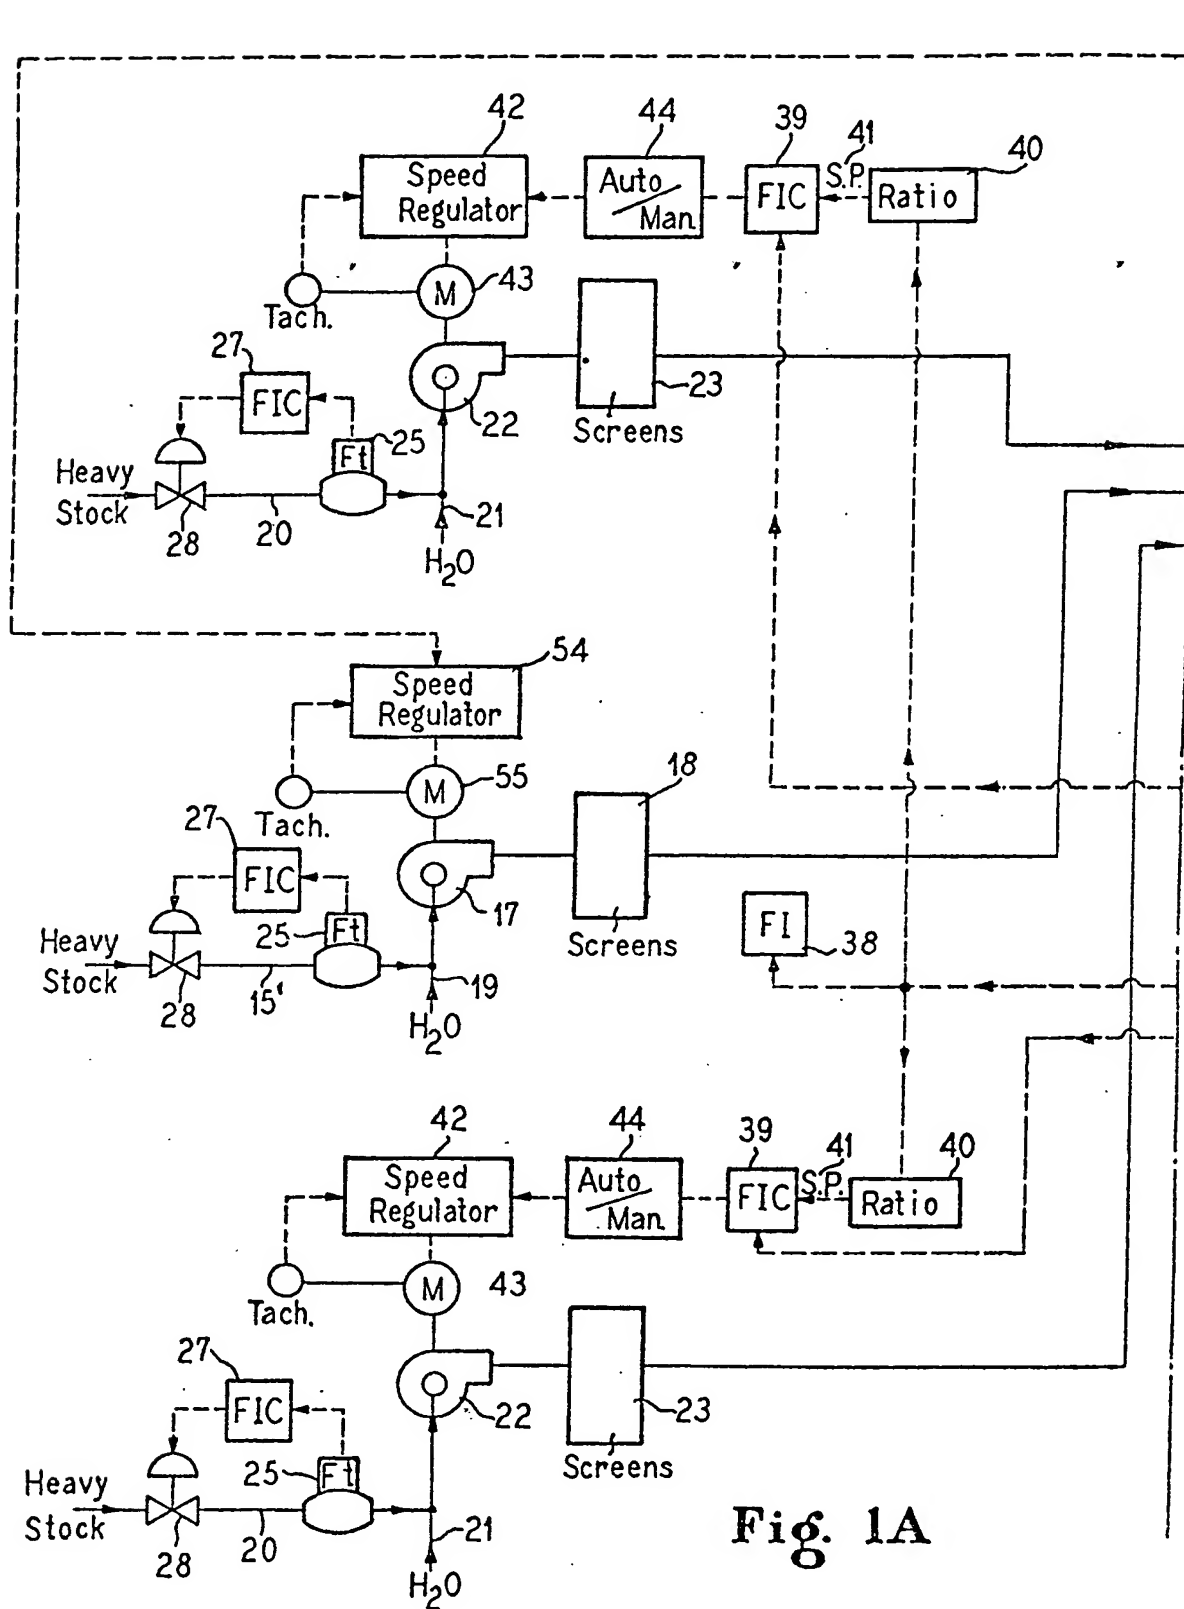 42
44
39
41
40
Speed
Regulator
Auto
Man.
FIC
S.P.
Ratio
M
43
Tach.
27
FIC
25
Ft
22
23
Screens
Heavy
Stock
28
20
21
H2O
54
Speed
Regulator
M
55
Tach.
18
27
FIC
25
Ft
17
Screens
FI
38
Heavy
Stock
28
15'
19
H2O
42
44
39
41
40
Speed
Regulator
Auto
Man.
FIC
S.P.
Ratio
M
43
Tach.
27
FIC
22
23
25
Ft
Screens
Heavy
Stock
28
20
21
H2O
Fig. 1A